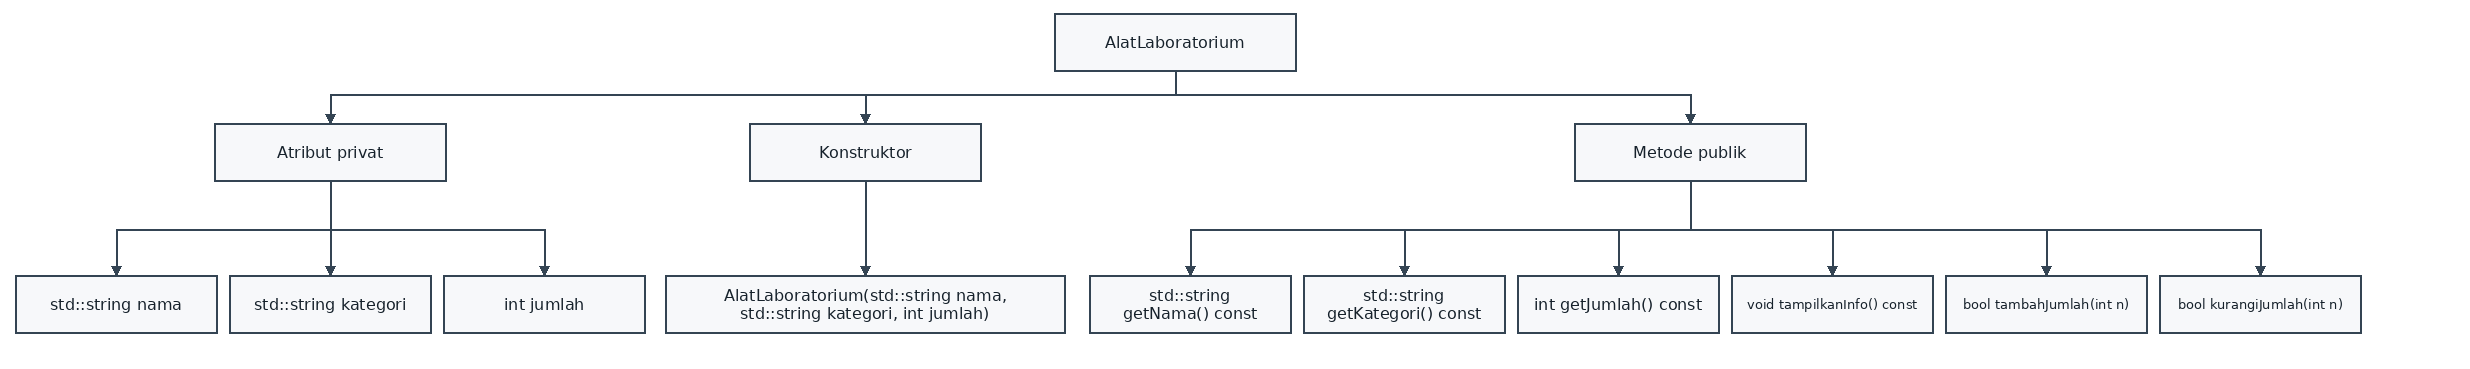 AlatLaboratorium
Atribut privat
Konstruktor
Metode publik
std::string nama
std::string kategori
int jumlah
AlatLaboratorium(std::string nama,
std::string kategori, int jumlah)
std::string
getNama() const
std::string
getKategori() const
int getJumlah() const
void tampilkanInfo() const
bool tambahJumlah(int n)
bool kurangiJumlah(int n)